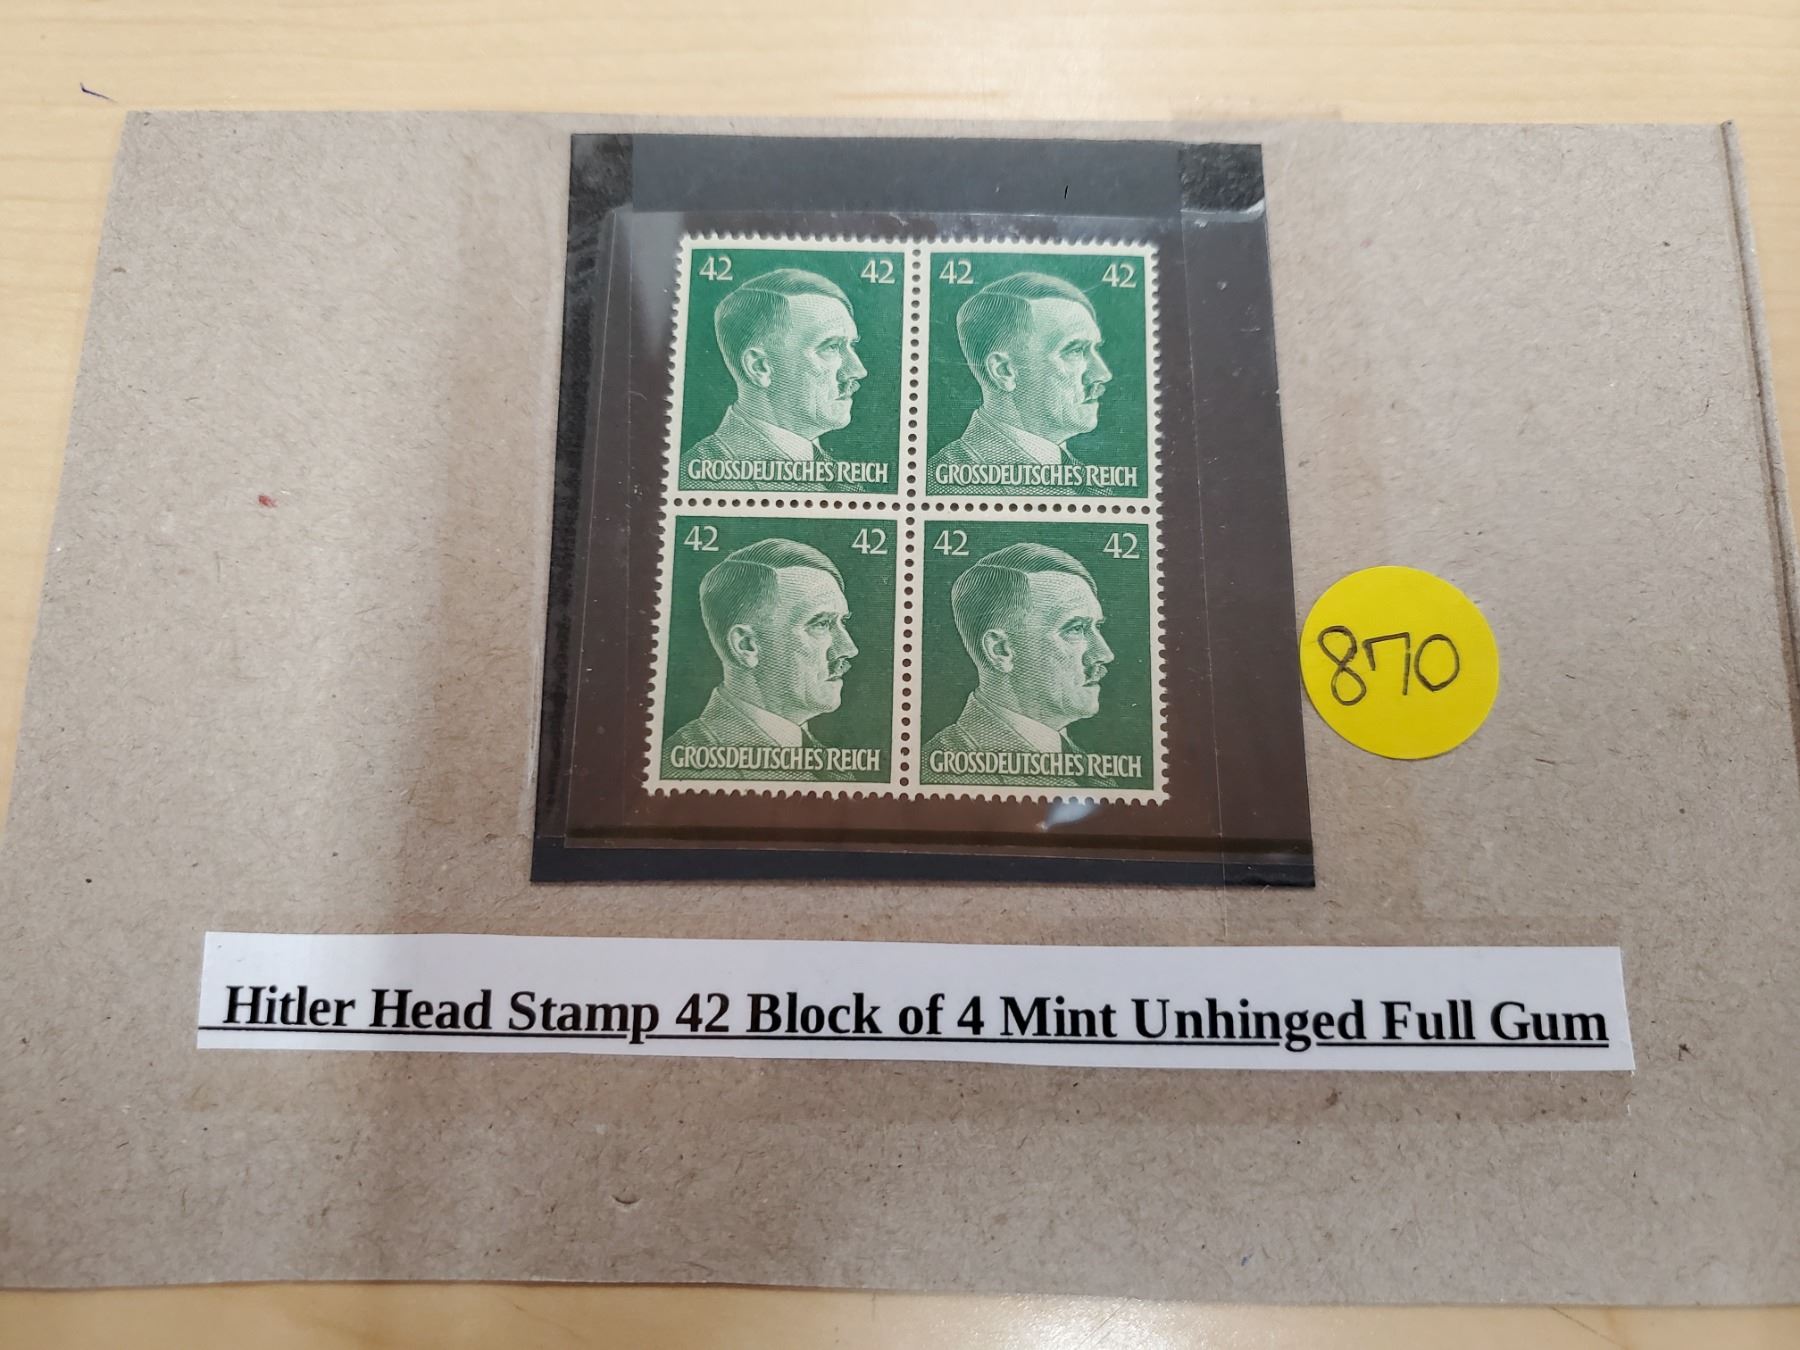 42 42 42 42
GROSSDEUTSCHES REICH GROSSDEUTSCHES REICH
42 42 42 42
GROSSDEUTSCHES REICH GROSSDEUTSCHES REICH
870
Hitler Head Stamp 42 Block of 4 Mint Unhinged Full Gum